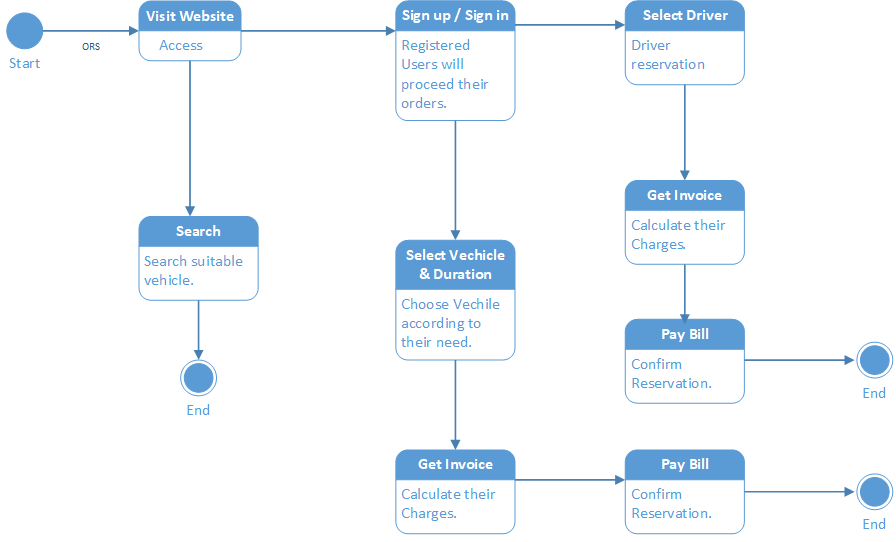 Start
ORS
Visit Website
Access
Sign up / Sign in
Registered
Users will
proceed their
orders.
Select Driver
Driver
reservation
Search
Search suitable
vehicle.
End
Select Vechicle
& Duration
Choose Vechile
according to
their need.
Get Invoice
Calculate their
Charges.
Pay Bill
Confirm
Reservation.
End
Get Invoice
Calculate their
Charges.
Pay Bill
Confirm
Reservation.
End